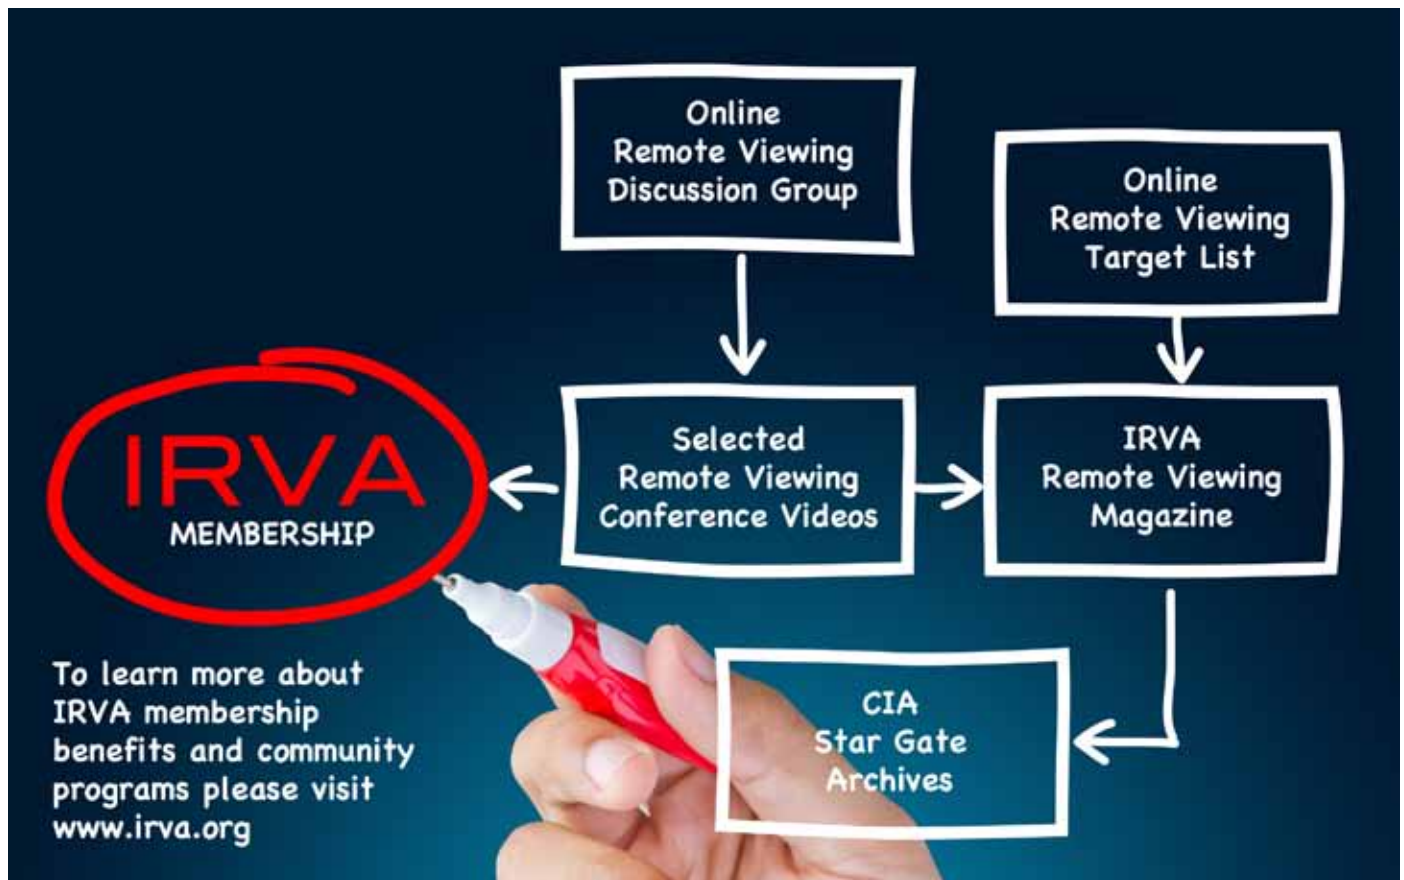 Online
Remote Viewing
Discussion Group
Online
Remote Viewing
Target List
IRVA
MEMBERSHIP
Selected
Remote Viewing
Conference Videos
IRVA
Remote Viewing
Magazine
To learn more about
IRVA membership
benefits and community
programs please visit
www.irva.org
CIA
Star Gate
Archives